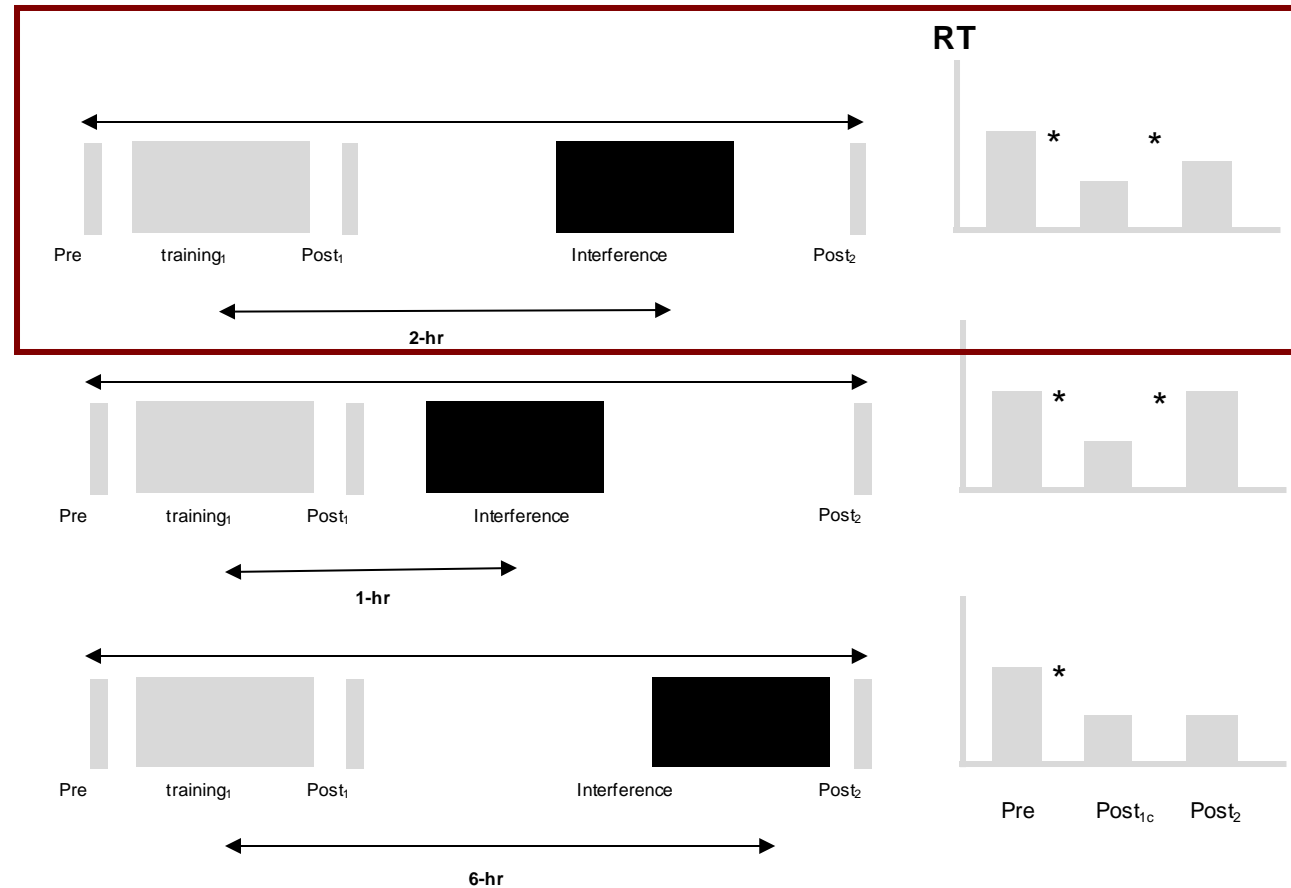 RT
* *
Pre training₁ Post₁ Interference Post₂
2-hr
* *
Pre training₁ Post₁ Interference Post₂
1-hr
*
Pre training₁ Post₁ Interference Post₂
Pre Post₁c Post₂
6-hr